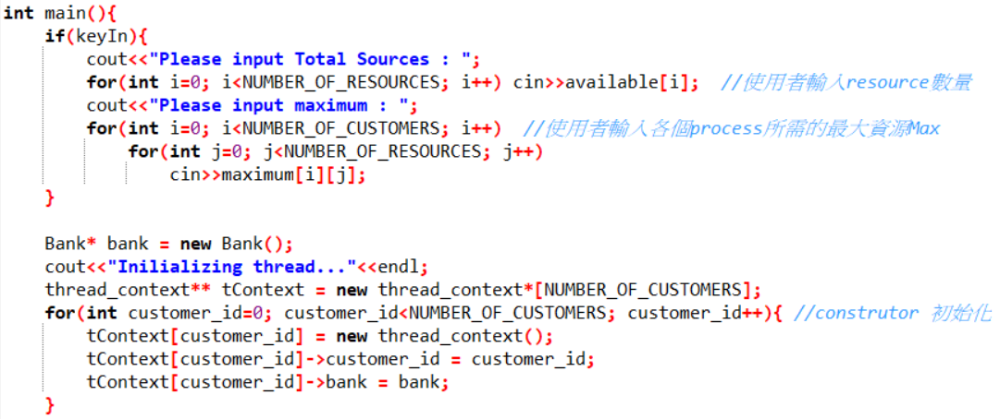 int main(){
    if(keyIn){
        cout<<"Please input Total Sources : ";
        for(int i=0; i<NUMBER_OF_RESOURCES; i++) cin>>available[i];  //使用者輸入resource數量
        cout<<"Please input maximum : ";
        for(int i=0; i<NUMBER_OF_CUSTOMERS; i++)  //使用者輸入各個process所需的最大資源Max
            for(int j=0; j<NUMBER_OF_RESOURCES; j++)
                cin>>maximum[i][j];
    }
    Bank* bank = new Bank();
    cout<<"Inilializing thread..."<<endl;
    thread_context** tContext = new thread_context*[NUMBER_OF_CUSTOMERS];
    for(int customer_id=0; customer_id<NUMBER_OF_CUSTOMERS; customer_id++){ //construtor 初始化
        tContext[customer_id] = new thread_context();
        tContext[customer_id]->customer_id = customer_id;
        tContext[customer_id]->bank = bank;
    }